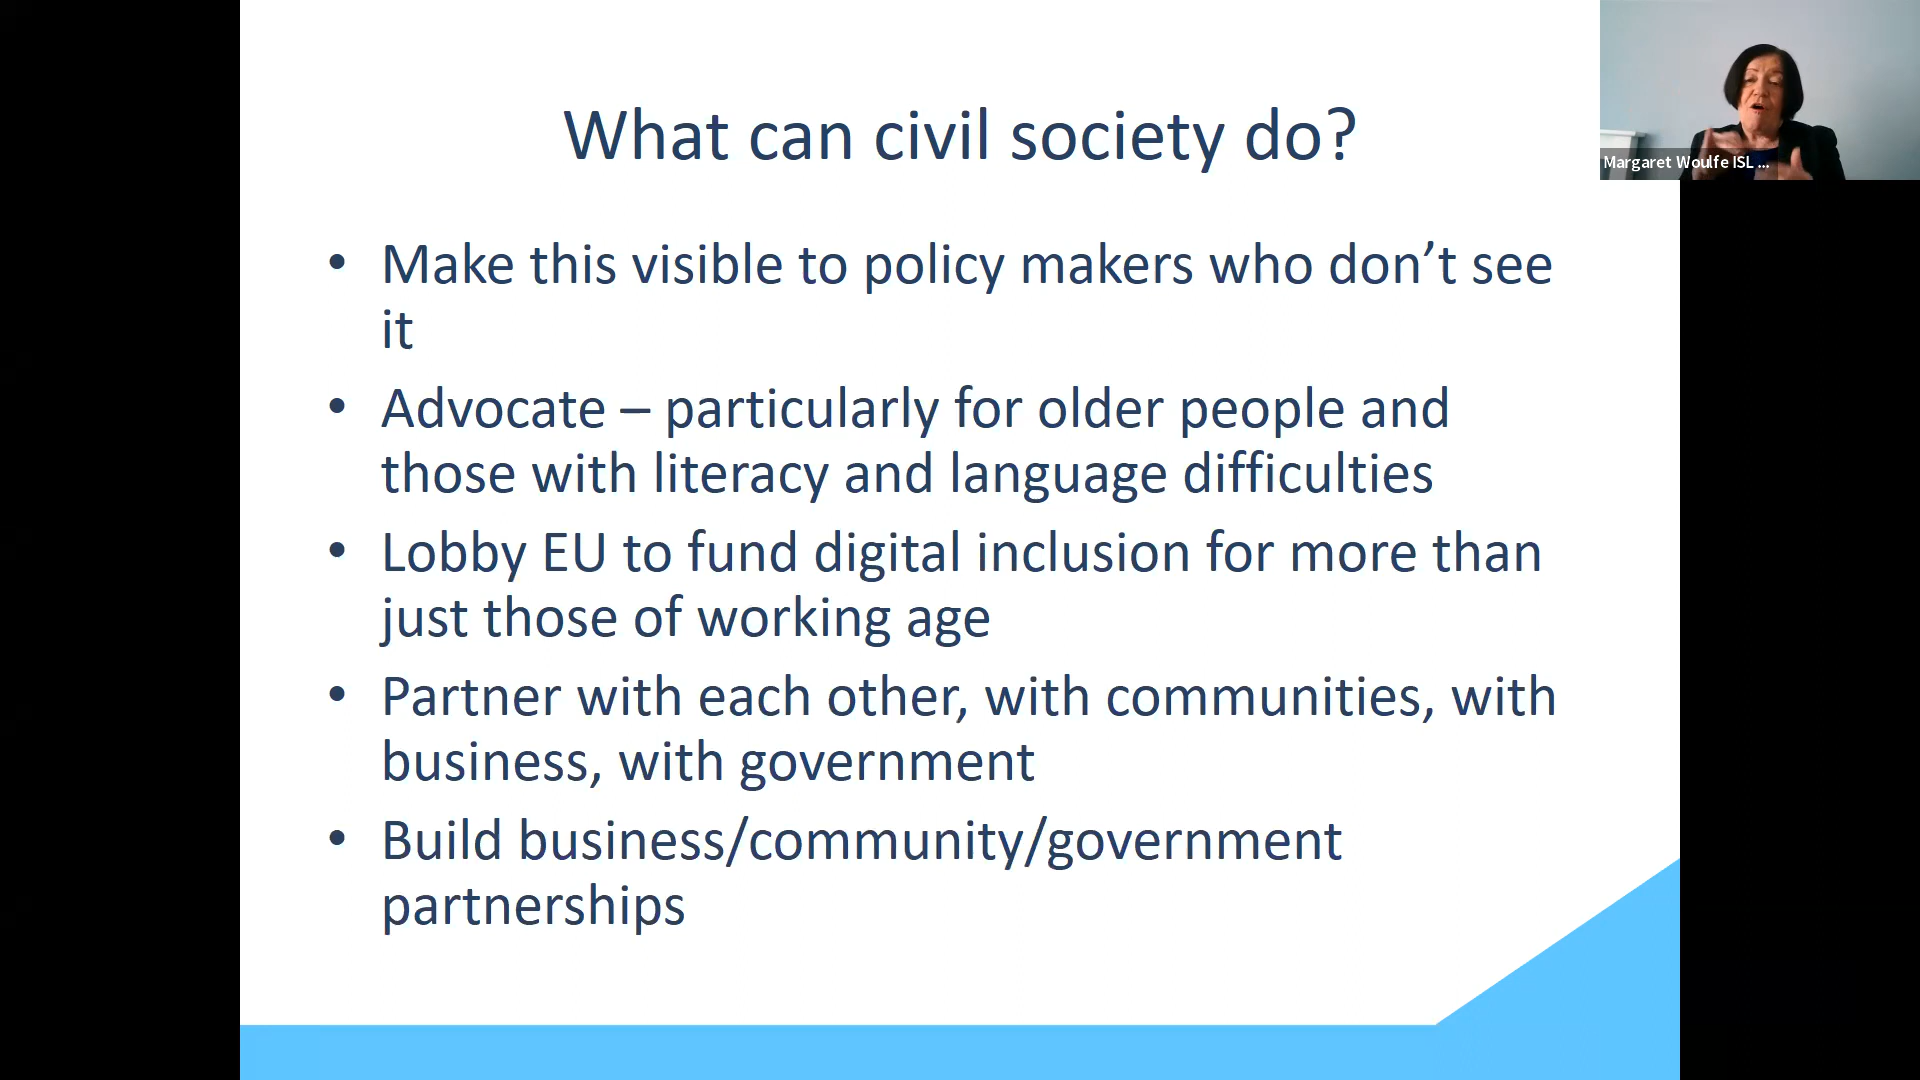 What can civil society do?
Margaret Woulfe ISL ...
• Make this visible to policy makers who don’t see
it
• Advocate – particularly for older people and
those with literacy and language difficulties
• Lobby EU to fund digital inclusion for more than
just those of working age
• Partner with each other, with communities, with
business, with government
• Build business/community/government
partnerships